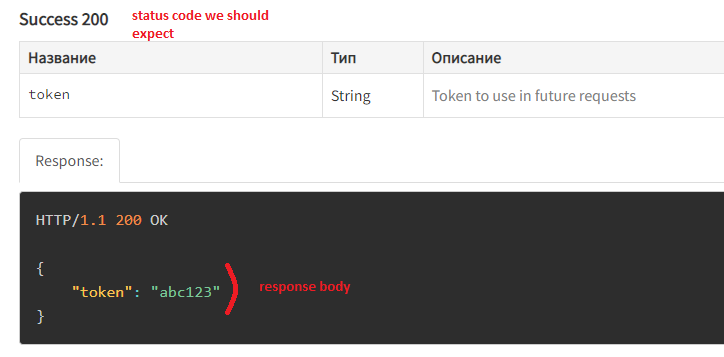 Success 200
status code we should
expect
Название Тип Описание
token String Token to use in future requests
Response:
HTTP/1.1 200 OK
{
"token": "abc123"
response body
}